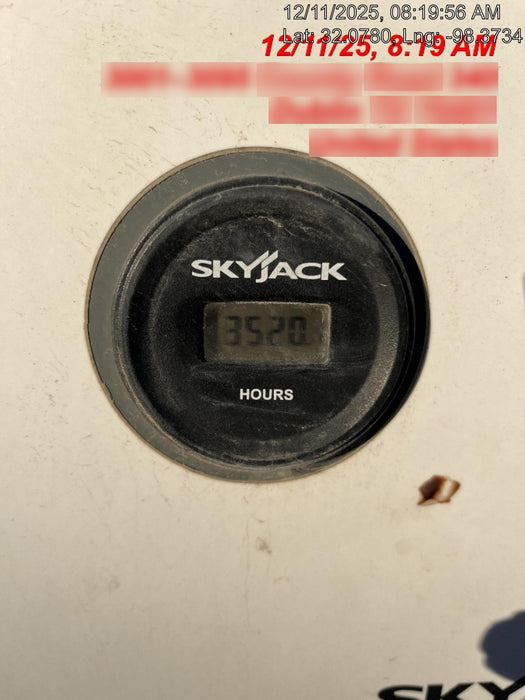 12/11/2025, 08:19:56 AM
Lat: 32.0780, Lng: -98.3734
12/11/25, 8:19 AM
SKYJACK
3520
HOURS
SKYJACK